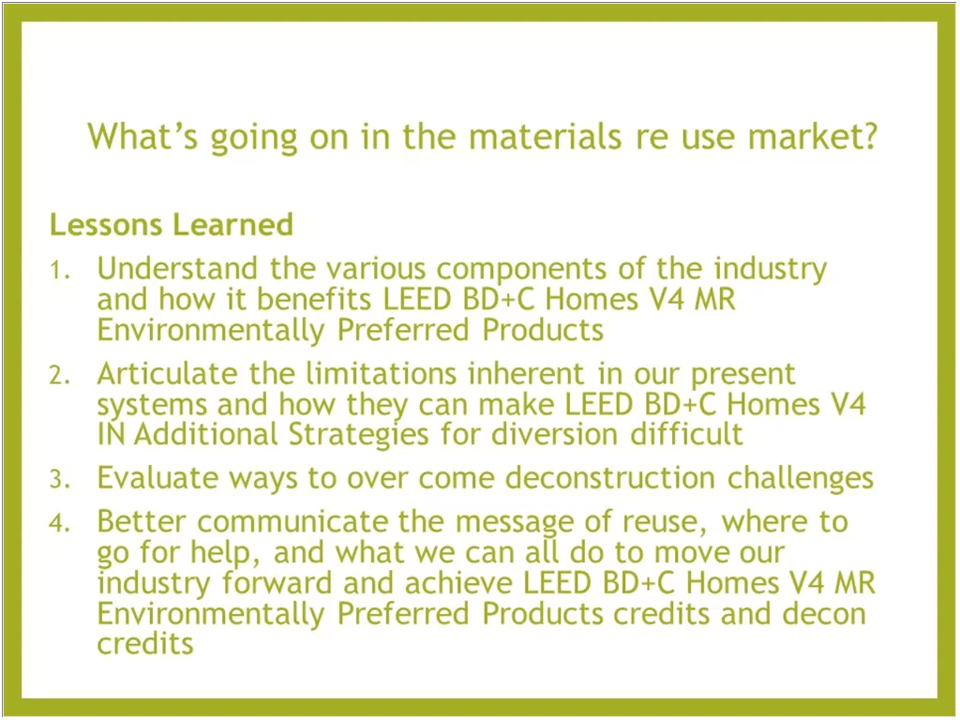 What's going on in the materials re use market?
Lessons Learned
1. Understand the various components of the industry
and how it benefits LEED BD+C Homes V4 MR
Environmentally Preferred Products
2. Articulate the limitations inherent in our present
systems and how they can make LEED BD+C Homes V4
IN Additional Strategies for diversion difficult
3. Evaluate ways to over come deconstruction challenges
4. Better communicate the message of reuse, where to
go for help, and what we can all do to move our
industry forward and achieve LEED BD+C Homes V4 MR
Environmentally Preferred Products credits and decon
credits